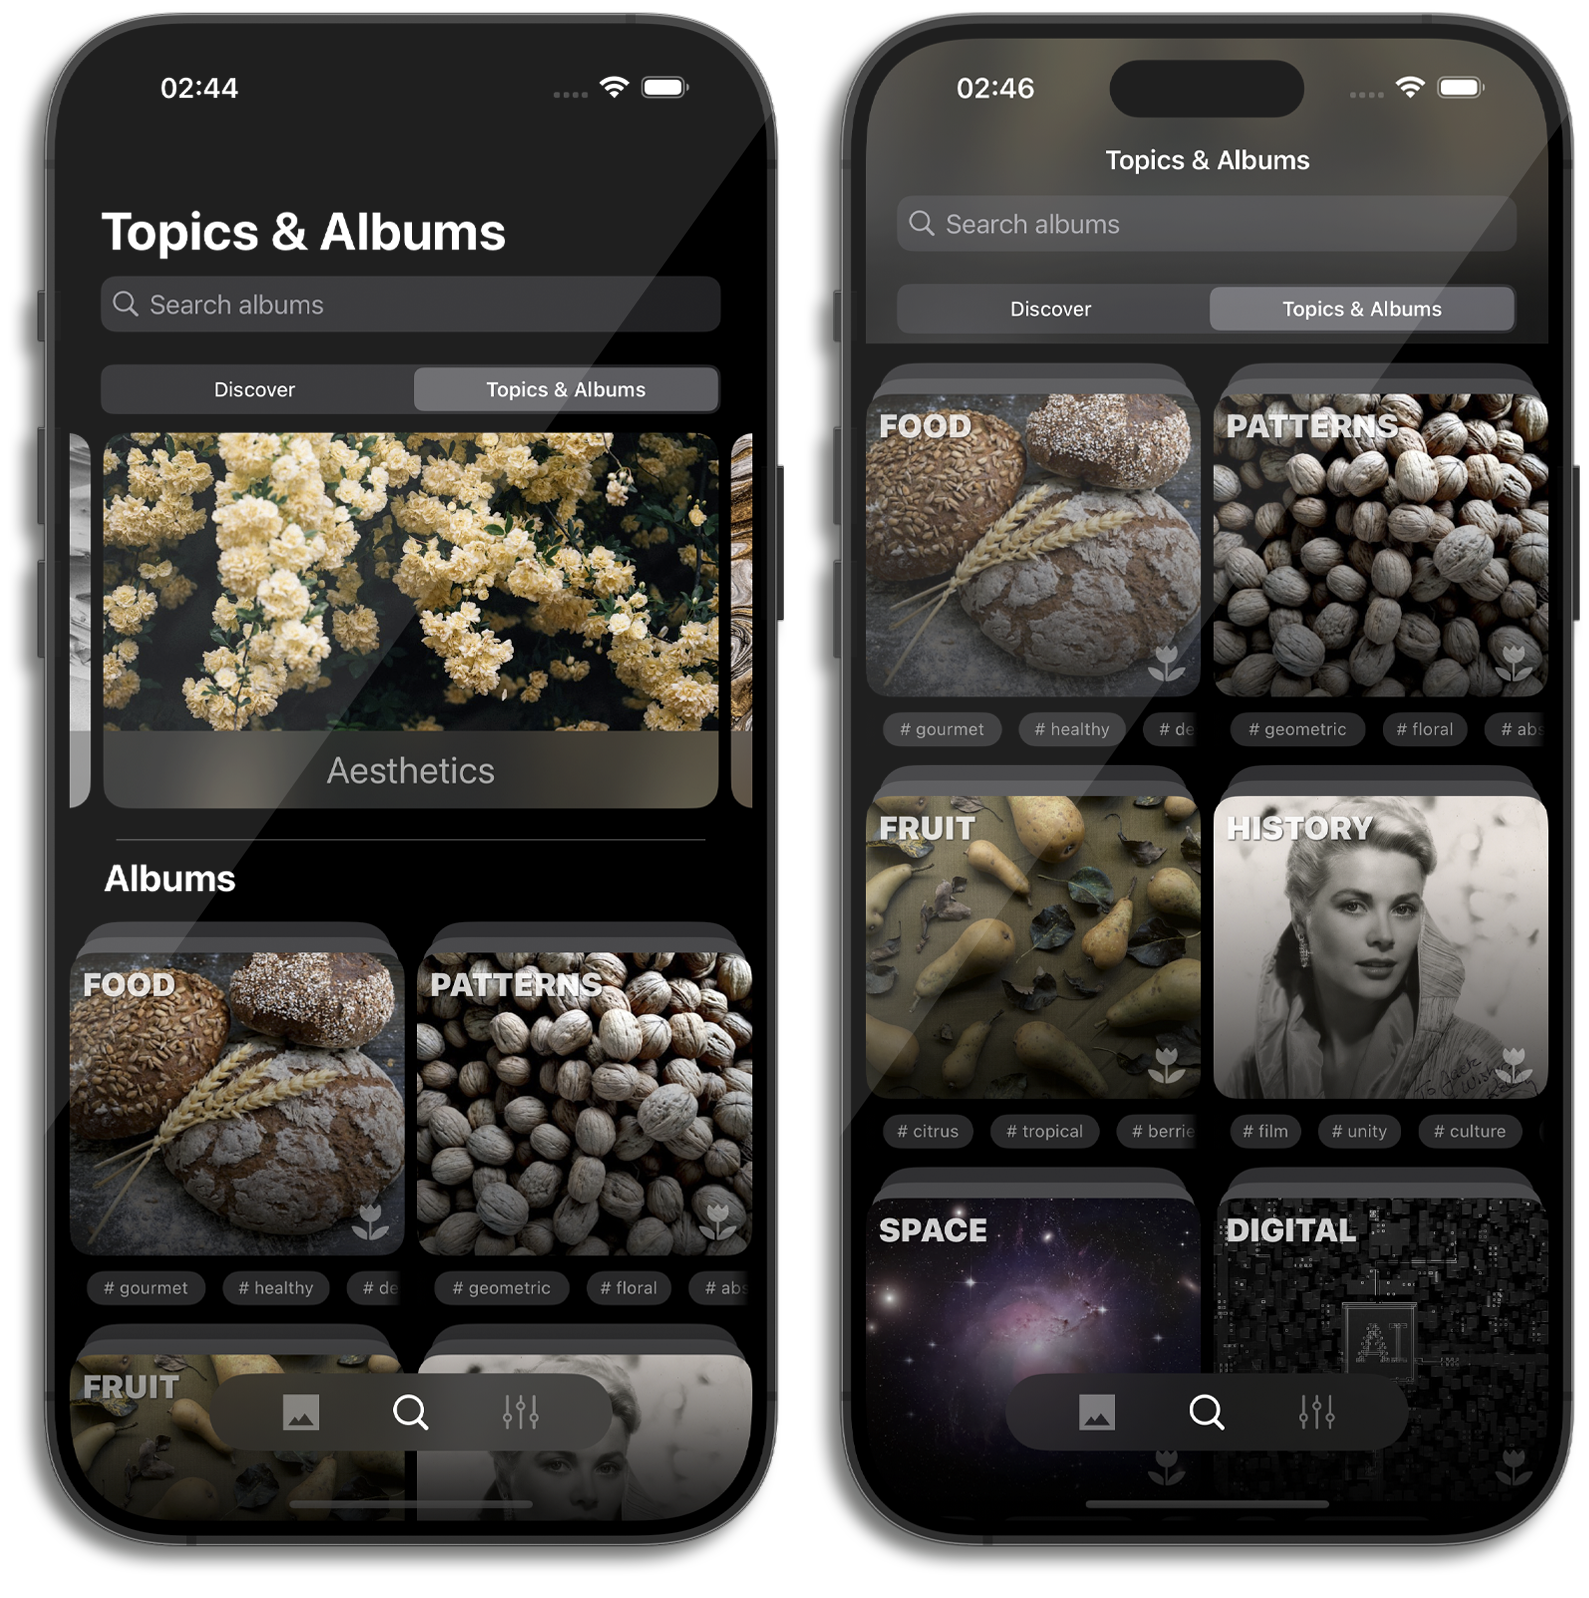 02:44
Topics & Albums
Search albums
Discover
Topics & Albums
Aesthetics
Albums
FOOD
PATTERNS
# gourmet
# healthy
# de
# geometric
# floral
# abs
FRUIT
02:46
Topics & Albums
Search albums
Discover
Topics & Albums
FOOD
PATTERNS
# gourmet
# healthy
# de
# geometric
# floral
# abs
FRUIT
HISTORY
# citrus
# tropical
# berrie
# film
# unity
# culture
SPACE
DIGITAL
AI